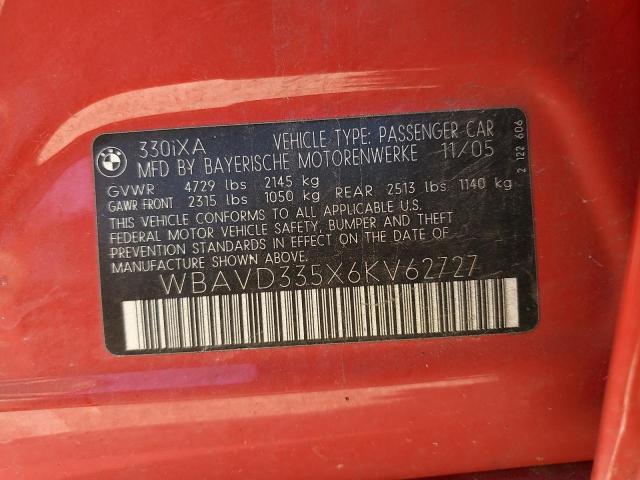 BMW
330iXA VEHICLE TYPE: PASSENGER CAR
MFD BY BAYERISCHE MOTORENWERKE 11/05
GVWR 4729 lbs 2145 kg
GAWR FRONT 2315 lbs 1050 kg REAR 2513 lbs 1140 kg
THIS VEHICLE CONFORMS TO ALL APPLICABLE U.S.
FEDERAL MOTOR VEHICLE SAFETY, BUMPER AND THEFT
PREVENTION STANDARDS IN EFFECT ON THE DATE OF
MANUFACTURE SHOWN ABOVE.
WBAVD335X6KV62727
2 122 606